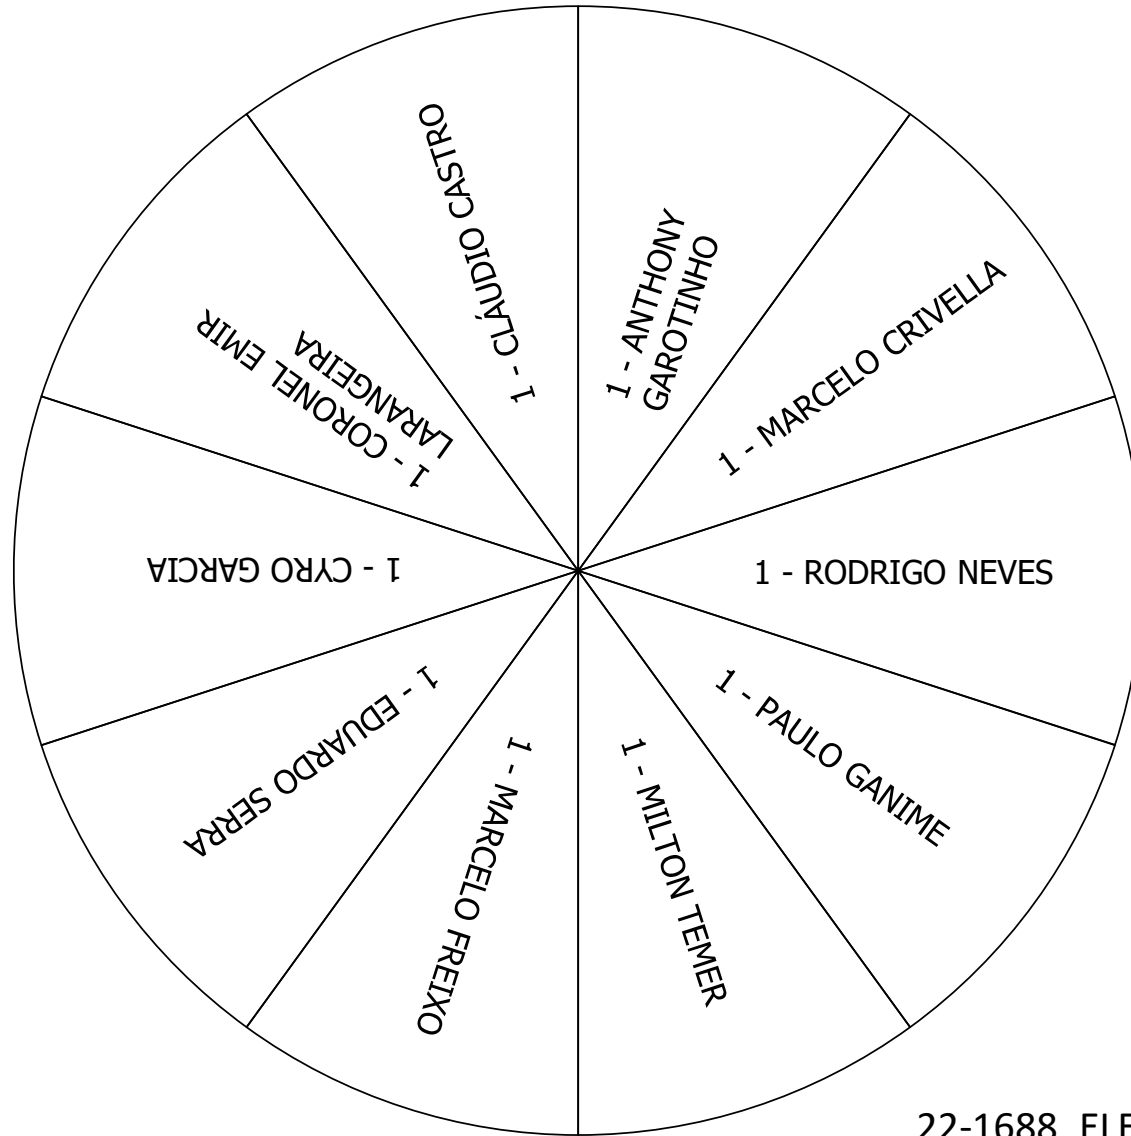 1 - ANTHONY
GAROTINHO
1 - MARCELO CRIVELLA
1 - RODRIGO NEVES
1 - PAULO GANIME
1 - MILTON TEMER
1 - MARCELO FREIXO
1 - EDUARDO SERRA
1 - CYRO GARCIA
1 - CORONEL EMIR
LARANGEIRA
1 - CLÁUDIO CASTRO
22-1688